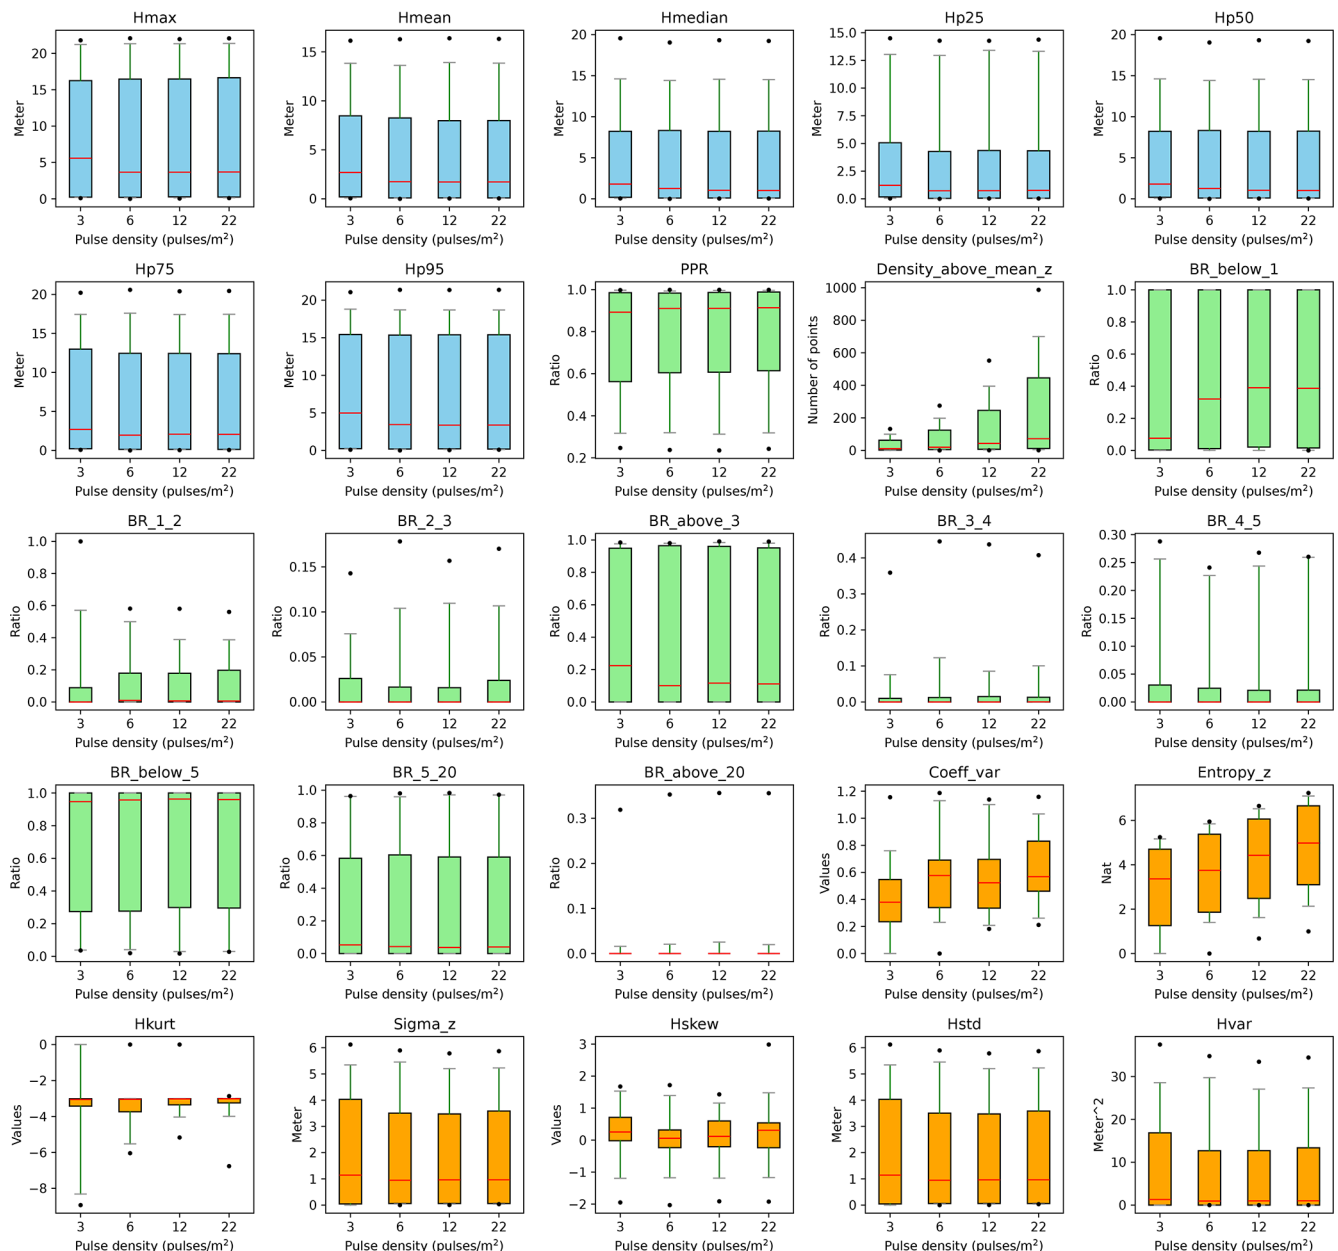 Hmax
Hmean
Hmedian
Hp25
Hp50
Meter
20
15
10
5
0
3 6 12 22
Pulse density (pulses/m²)
Meter
15
10
5
0
3 6 12 22
Pulse density (pulses/m²)
Meter
20
15
10
5
0
3 6 12 22
Pulse density (pulses/m²)
Meter
15.0
12.5
10.0
7.5
5.0
2.5
0.0
3 6 12 22
Pulse density (pulses/m²)
Meter
20
15
10
5
0
3 6 12 22
Pulse density (pulses/m²)
Hp75
Hp95
PPR
Density_above_mean_z
BR_below_1
Meter
20
15
10
5
0
3 6 12 22
Pulse density (pulses/m²)
Meter
20
15
10
5
0
3 6 12 22
Pulse density (pulses/m²)
Ratio
1.0
0.8
0.6
0.4
0.2
3 6 12 22
Pulse density (pulses/m²)
Number of points
1000
800
600
400
200
0
3 6 12 22
Pulse density (pulses/m²)
Ratio
1.0
0.8
0.6
0.4
0.2
0.0
3 6 12 22
Pulse density (pulses/m²)
BR_1_2
BR_2_3
BR_above_3
BR_3_4
BR_4_5
Ratio
1.0
0.8
0.6
0.4
0.2
0.0
3 6 12 22
Pulse density (pulses/m²)
Ratio
0.15
0.10
0.05
0.00
3 6 12 22
Pulse density (pulses/m²)
Ratio
1.0
0.8
0.6
0.4
0.2
0.0
3 6 12 22
Pulse density (pulses/m²)
Ratio
0.4
0.3
0.2
0.1
0.0
3 6 12 22
Pulse density (pulses/m²)
Ratio
0.30
0.25
0.20
0.15
0.10
0.05
0.00
3 6 12 22
Pulse density (pulses/m²)
BR_below_5
BR_5_20
BR_above_20
Coeff_var
Entropy_z
Ratio
1.0
0.8
0.6
0.4
0.2
0.0
3 6 12 22
Pulse density (pulses/m²)
Ratio
1.0
0.8
0.6
0.4
0.2
0.0
3 6 12 22
Pulse density (pulses/m²)
Ratio
0.3
0.2
0.1
0.0
3 6 12 22
Pulse density (pulses/m²)
Values
1.2
1.0
0.8
0.6
0.4
0.2
0.0
3 6 12 22
Pulse density (pulses/m²)
Nat
6
4
2
0
3 6 12 22
Pulse density (pulses/m²)
Hkurt
Sigma_z
Hskew
Hstd
Hvar
Values
0
−2
−4
−6
−8
3 6 12 22
Pulse density (pulses/m²)
Meter
6
5
4
3
2
1
0
3 6 12 22
Pulse density (pulses/m²)
Values
3
2
1
0
−1
−2
3 6 12 22
Pulse density (pulses/m²)
Meter
6
5
4
3
2
1
0
3 6 12 22
Pulse density (pulses/m²)
Meter^2
30
20
10
0
3 6 12 22
Pulse density (pulses/m²)